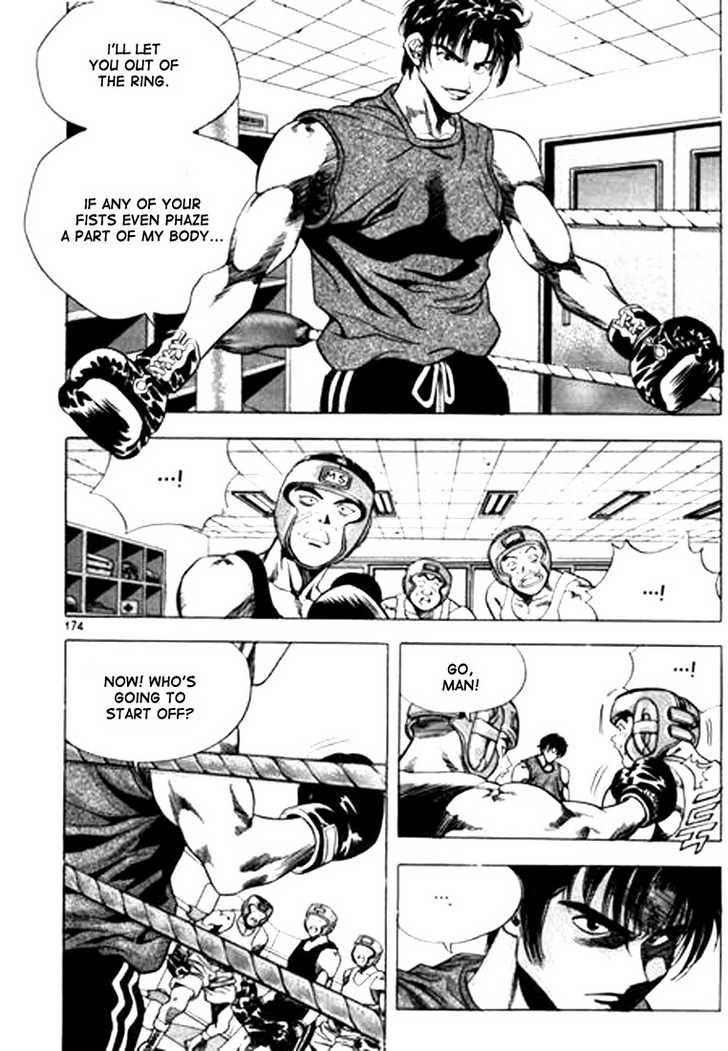 I'LL LET
YOU OUT OF
THE RING.
IF ANY OF YOUR
FISTS EVEN PHAZE
A PART OF MY BODY...
...!
MS
...!
174
NOW! WHO'S
GOING TO
START OFF?
GO,
MAN!
...!
...